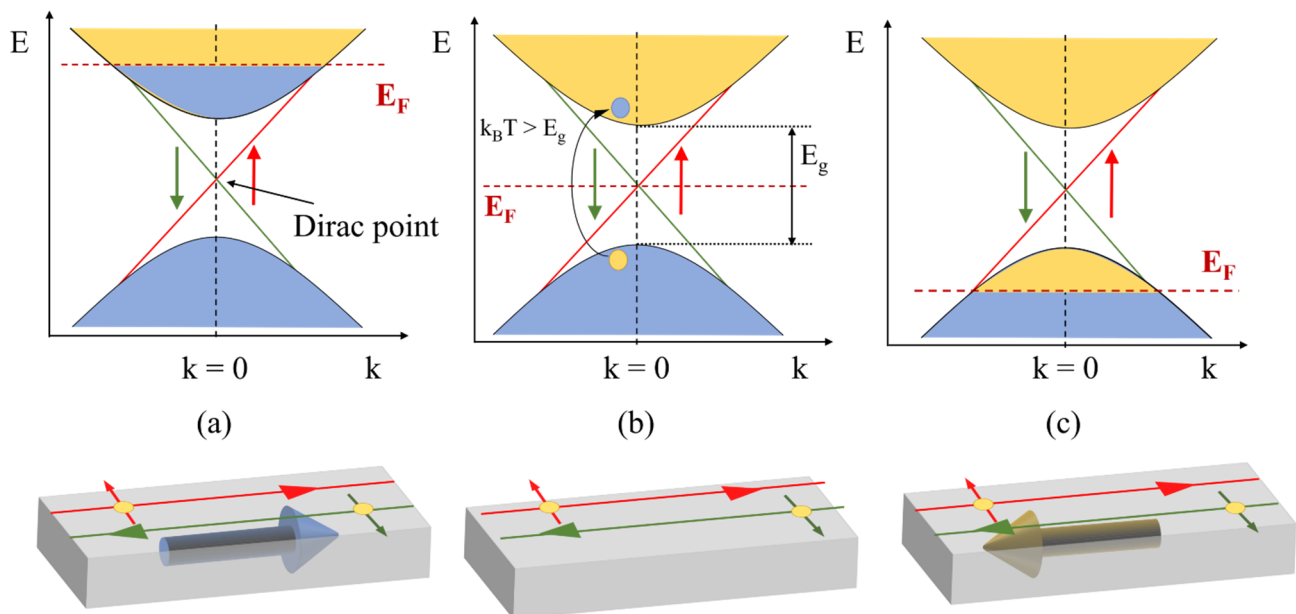 E
E_F
Dirac point
k = 0
k
(a)
E
k_BT > E_g
E_g
E_F
k = 0
k
(b)
E
E_F
k = 0
k
(c)